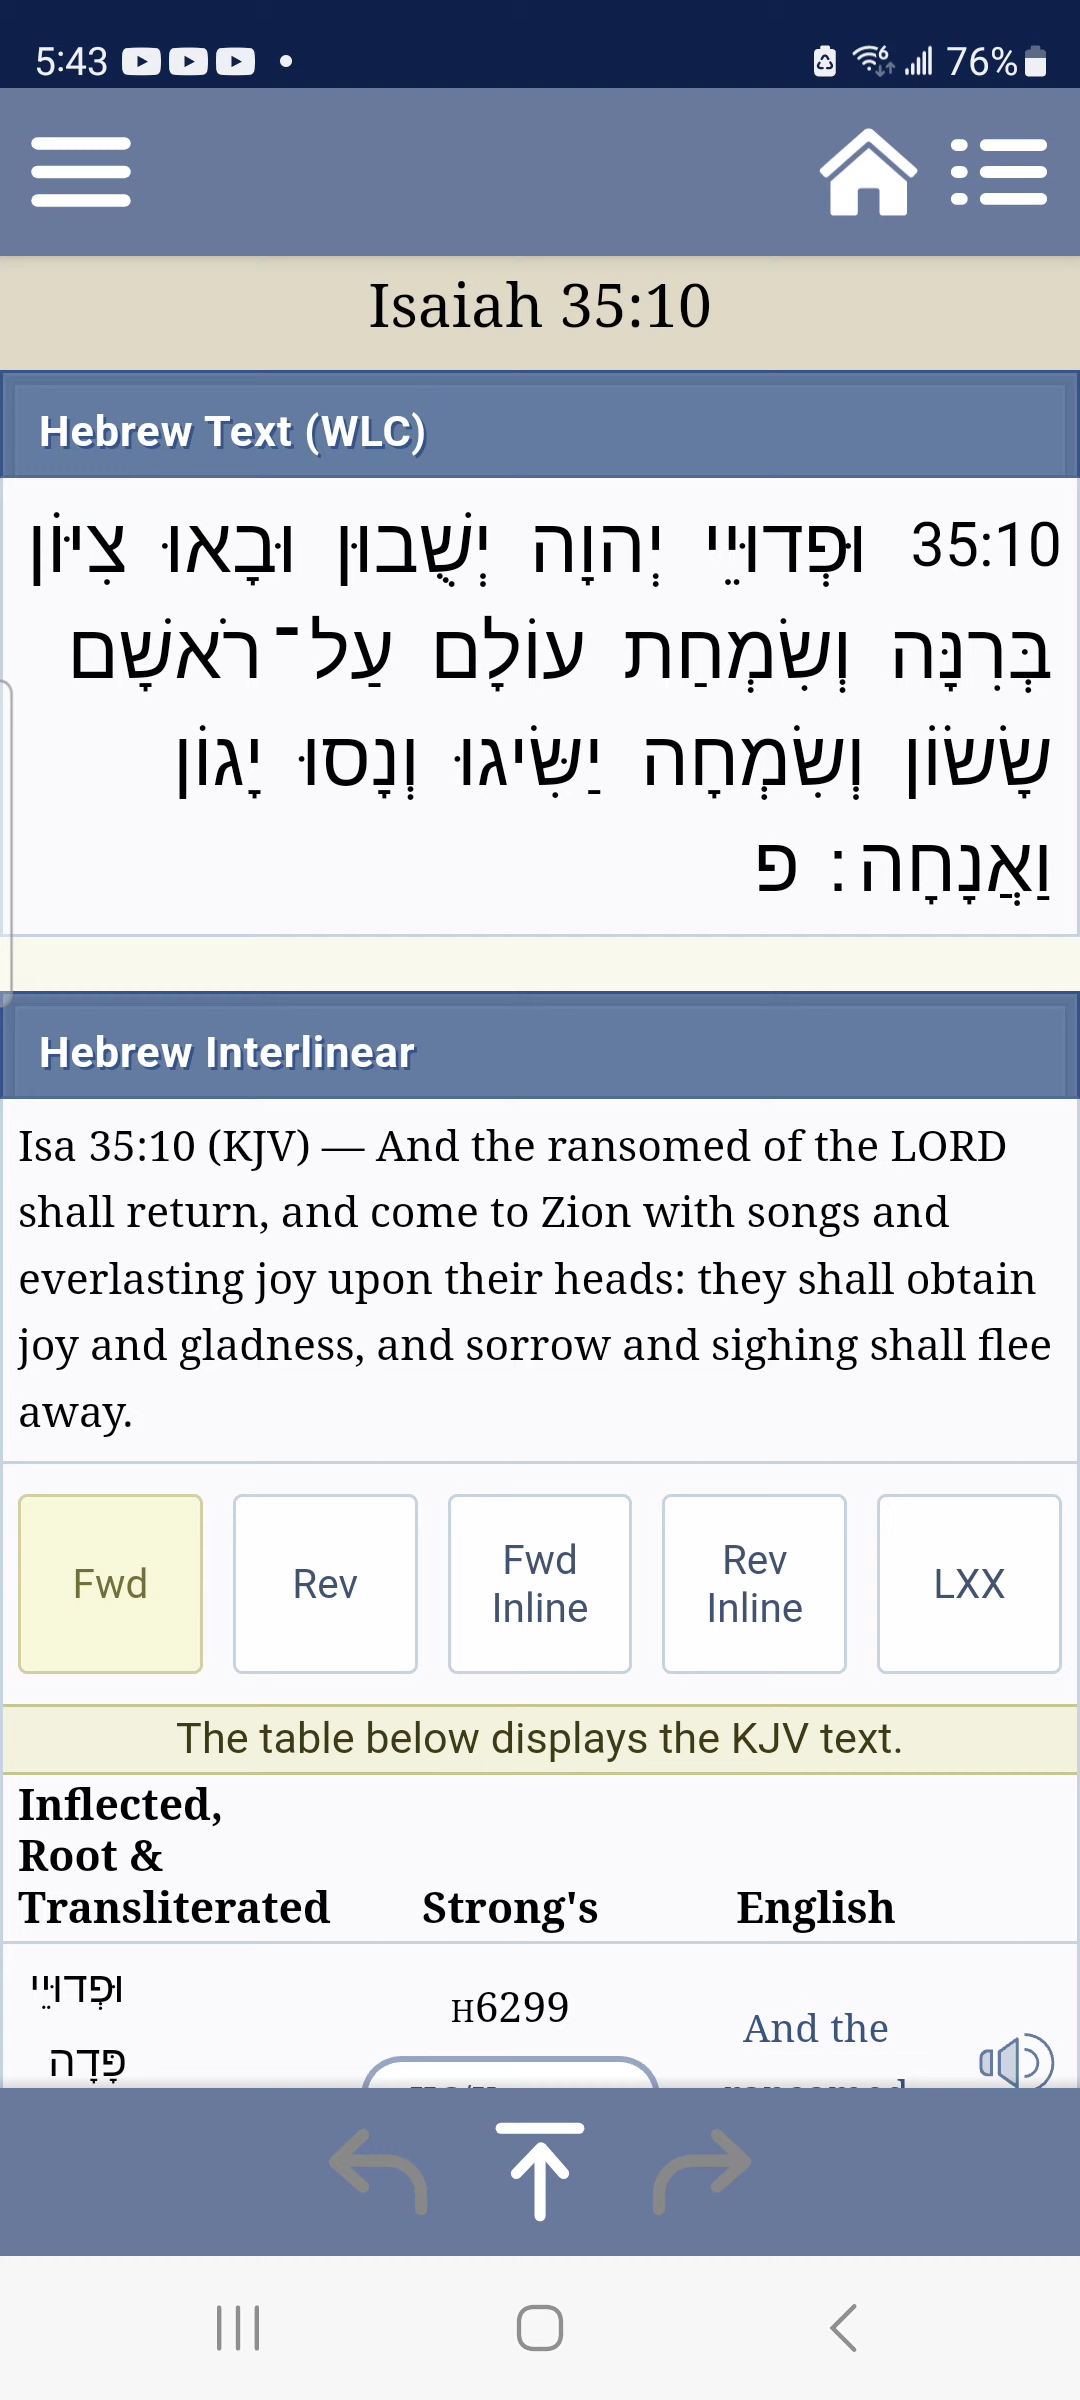 5:43
6
76%
Isaiah 35:10
Hebrew Text (WLC)
35:10 וּפְדוּיֵי יְהוָה יְשֻׁבוּן וּבָאוּ צִיּוֹן
בְּרִנָּה וְשִׂמְחַת עוֹלָם עַל־רֹאשָׁם
שָׂשׂוֹן וְשִׂמְחָה יַשִּׂיגוּ וְנָסוּ יָגוֹן
וַאֲנָחָה׃ פ
Hebrew Interlinear
Isa 35:10 (KJV) — And the ransomed of the LORD
shall return, and come to Zion with songs and
everlasting joy upon their heads: they shall obtain
joy and gladness, and sorrow and sighing shall flee
away.
Fwd
Rev
Fwd
Inline
Rev
Inline
LXX
The table below displays the KJV text.
Inflected,
Root &
Transliterated
Strong's
English
וּפְדוּיֵי
פָּדָה
H6299
And the